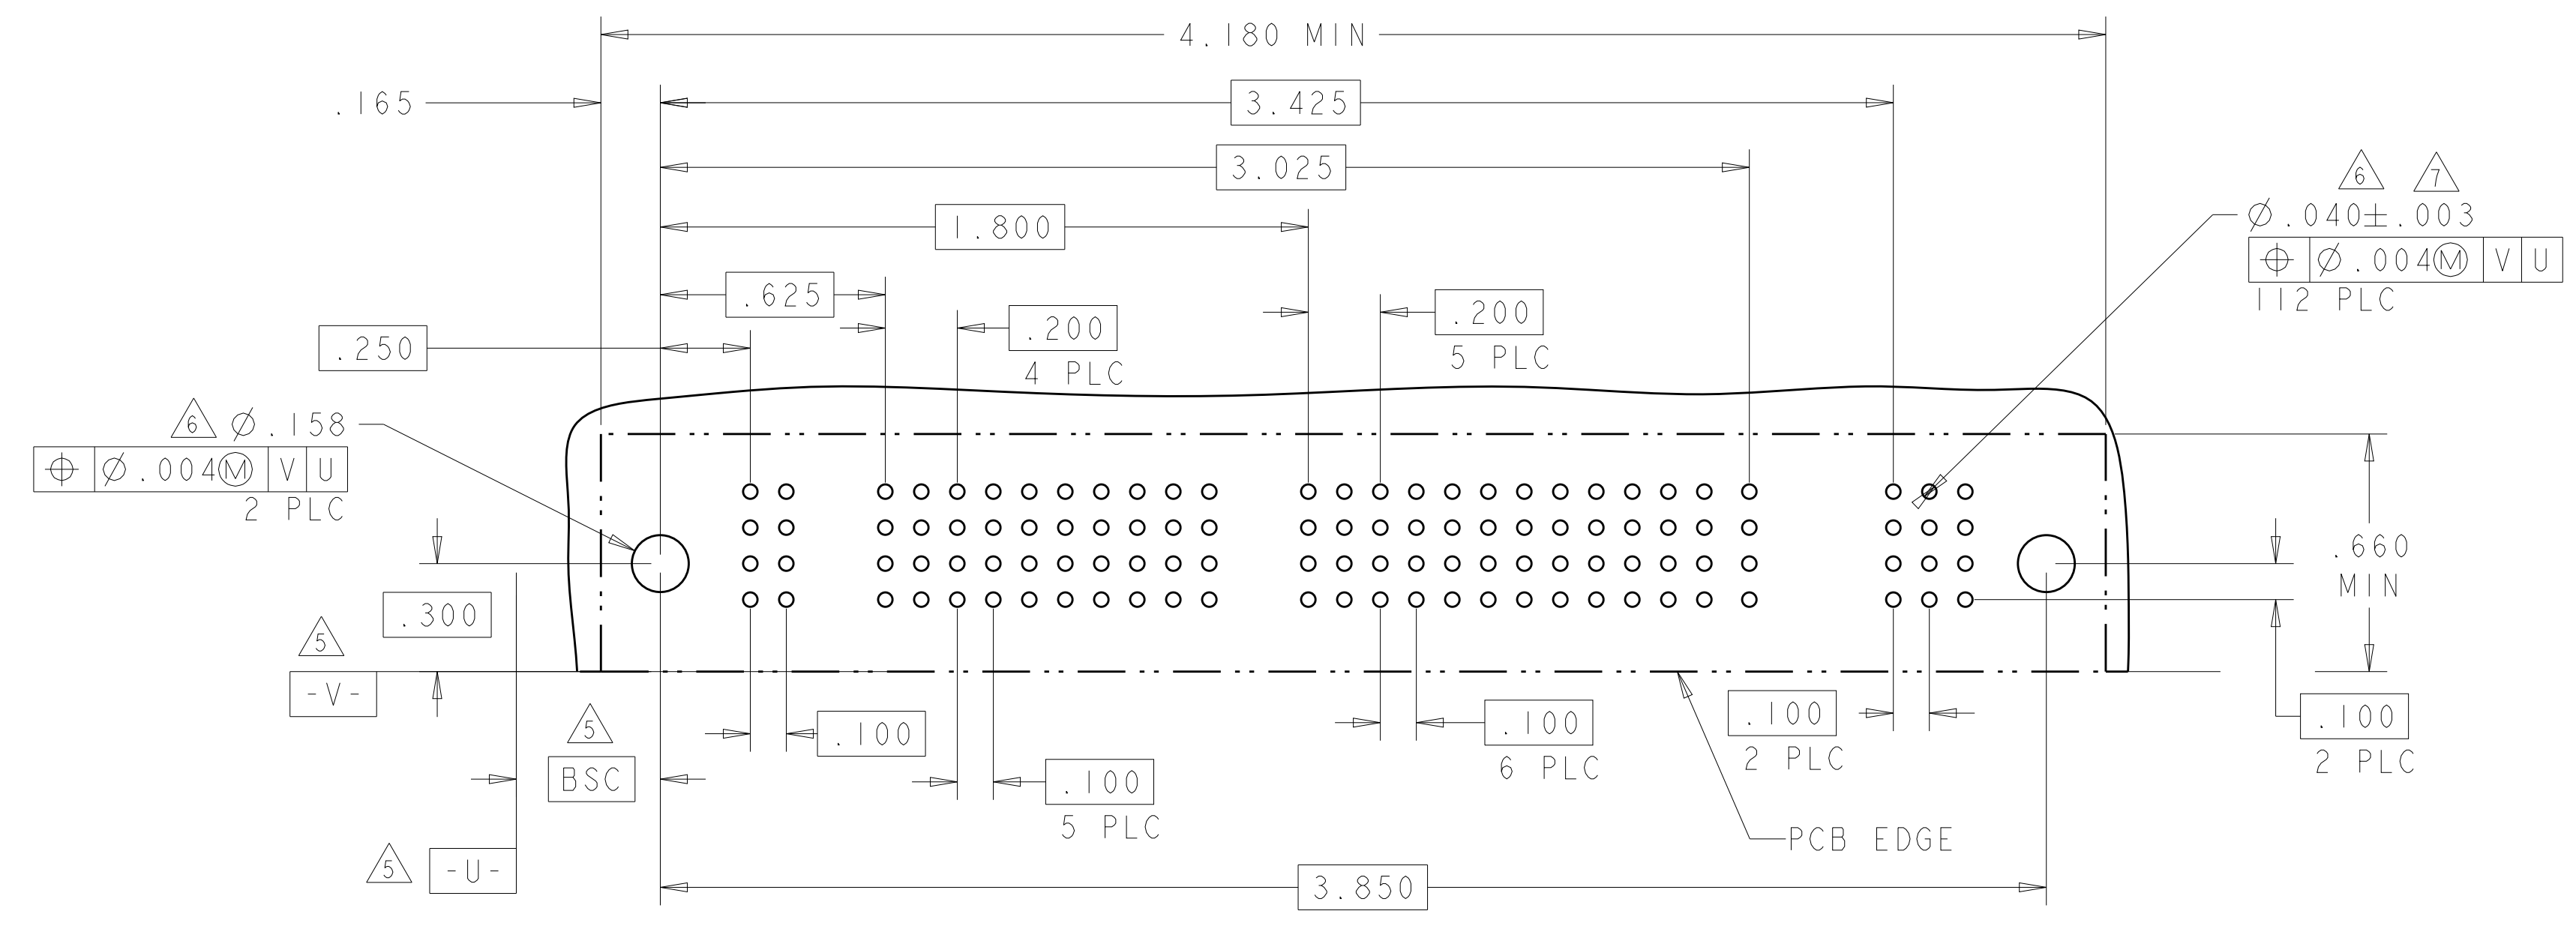 4.180 MIN
.165
3.425
3.025
6 7
Ø.040±.003
⌖ Ø.004Ⓜ V U
112 PLC
1.800
.625
.200
4 PLC
.200
5 PLC
.250
6 Ø.158
⌖ Ø.004Ⓜ V U
2 PLC
.660
MIN
.300
5
-V-
5
BSC
.100
.100
5 PLC
.100
6 PLC
.100
2 PLC
.100
2 PLC
PCB EDGE
5 -U-
3.850